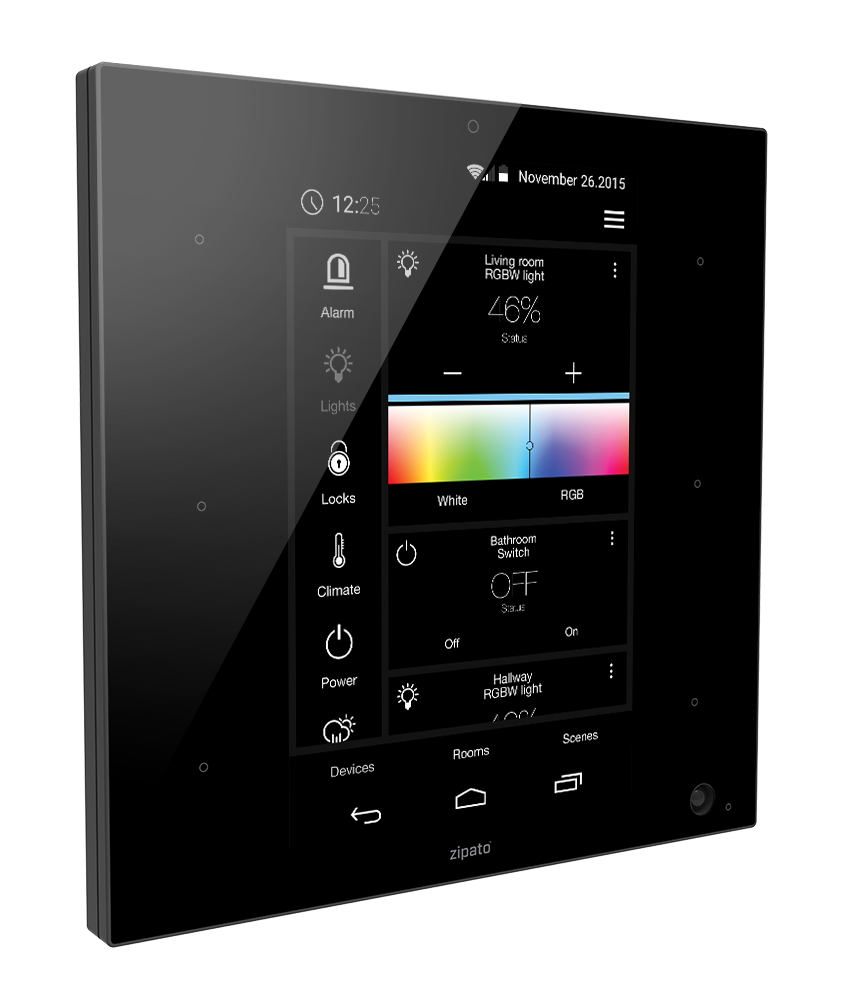 November 26.2015
12:25
Alarm
Lights
Locks
Climate
Power
Living room
RGBW light
46%
Status
White
RGB
Bathroom
Switch
OFF
Status
Off
On
Hallway
RGBW light
Devices
Rooms
Scenes
zipato